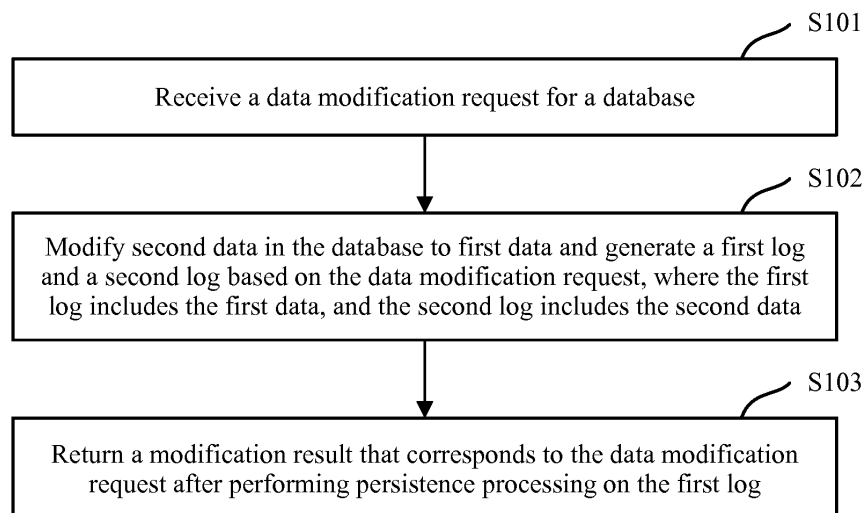 S101
Receive a data modification request for a database
S102
Modify second data in the database to first data and generate a first log
and a second log based on the data modification request, where the first
log includes the first data, and the second log includes the second data
S103
Return a modification result that corresponds to the data modification
request after performing persistence processing on the first log